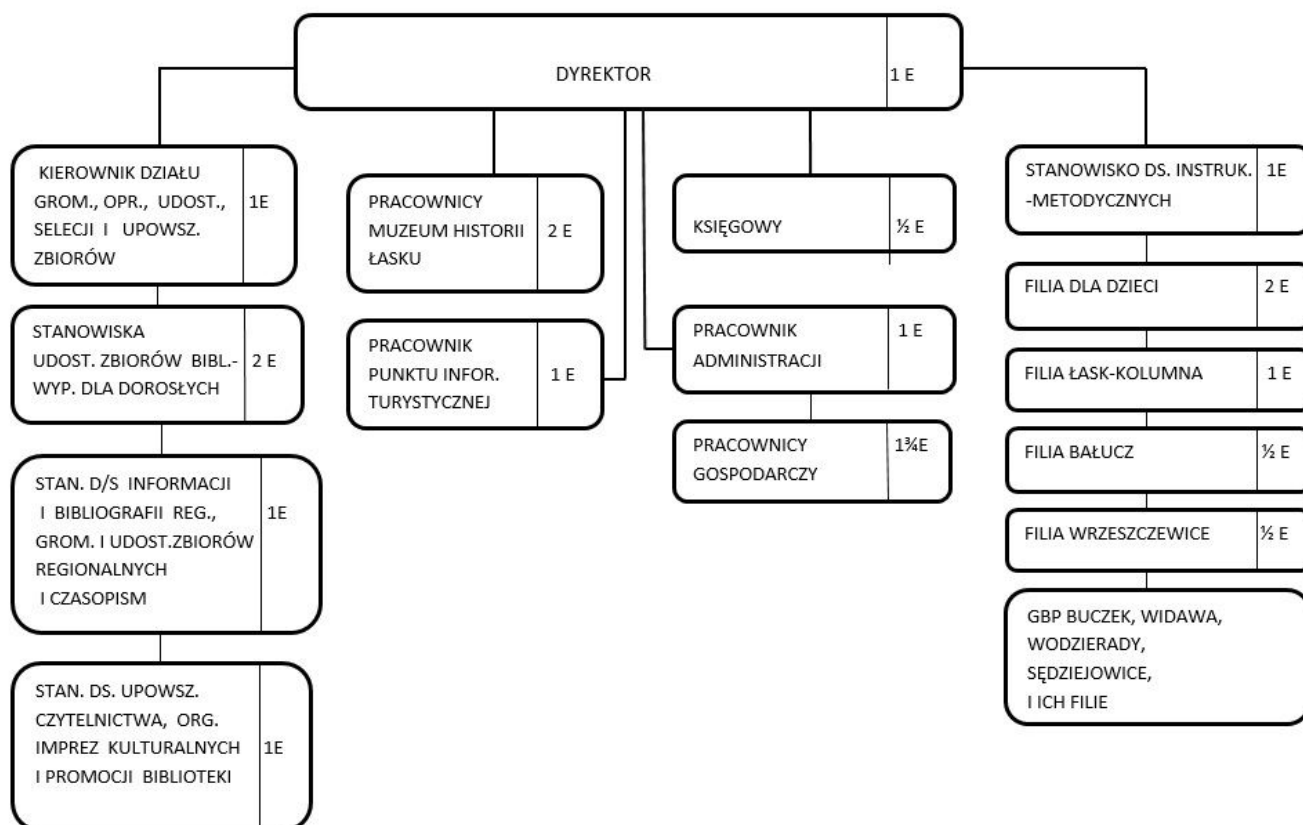 DYREKTOR 1 E
KIEROWNIK DZIAŁU
GROM., OPR., UDOST., 1E
SELECJI I UPOWSZ.
ZBIORÓW
STANOWISKA
UDOST. ZBIORÓW BIBL.- 2 E
WYP. DLA DOROSŁYCH
STAN. D/S INFORMACJI
I BIBLIOGRAFII REG., 1E
GROM. I UDOST.ZBIORÓW
REGIONALNYCH
I CZASOPISM
STAN. DS. UPOWSZ.
CZYTELNICTWA, ORG.
IMPREZ KULTURALNYCH 1E
I PROMOCJI BIBLIOTEKI
PRACOWNICY
MUZEUM HISTORII 2 E
ŁASKU
PRACOWNIK
PUNKTU INFOR. 1 E
TURYSTYCZNEJ
KSIĘGOWY ½ E
PRACOWNIK 1 E
ADMINISTRACJI
PRACOWNICY 1¾E
GOSPODARCZY
STANOWISKO DS. INSTRUK. 1E
-METODYCZNYCH
FILIA DLA DZIECI 2 E
FILIA ŁASK-KOLUMNA 1 E
FILIA BAŁUCZ ½ E
FILIA WRZESZCZEWICE ½ E
GBP BUCZEK, WIDAWA,
WODZIERADY,
SĘDZIEJOWICE,
I ICH FILIE